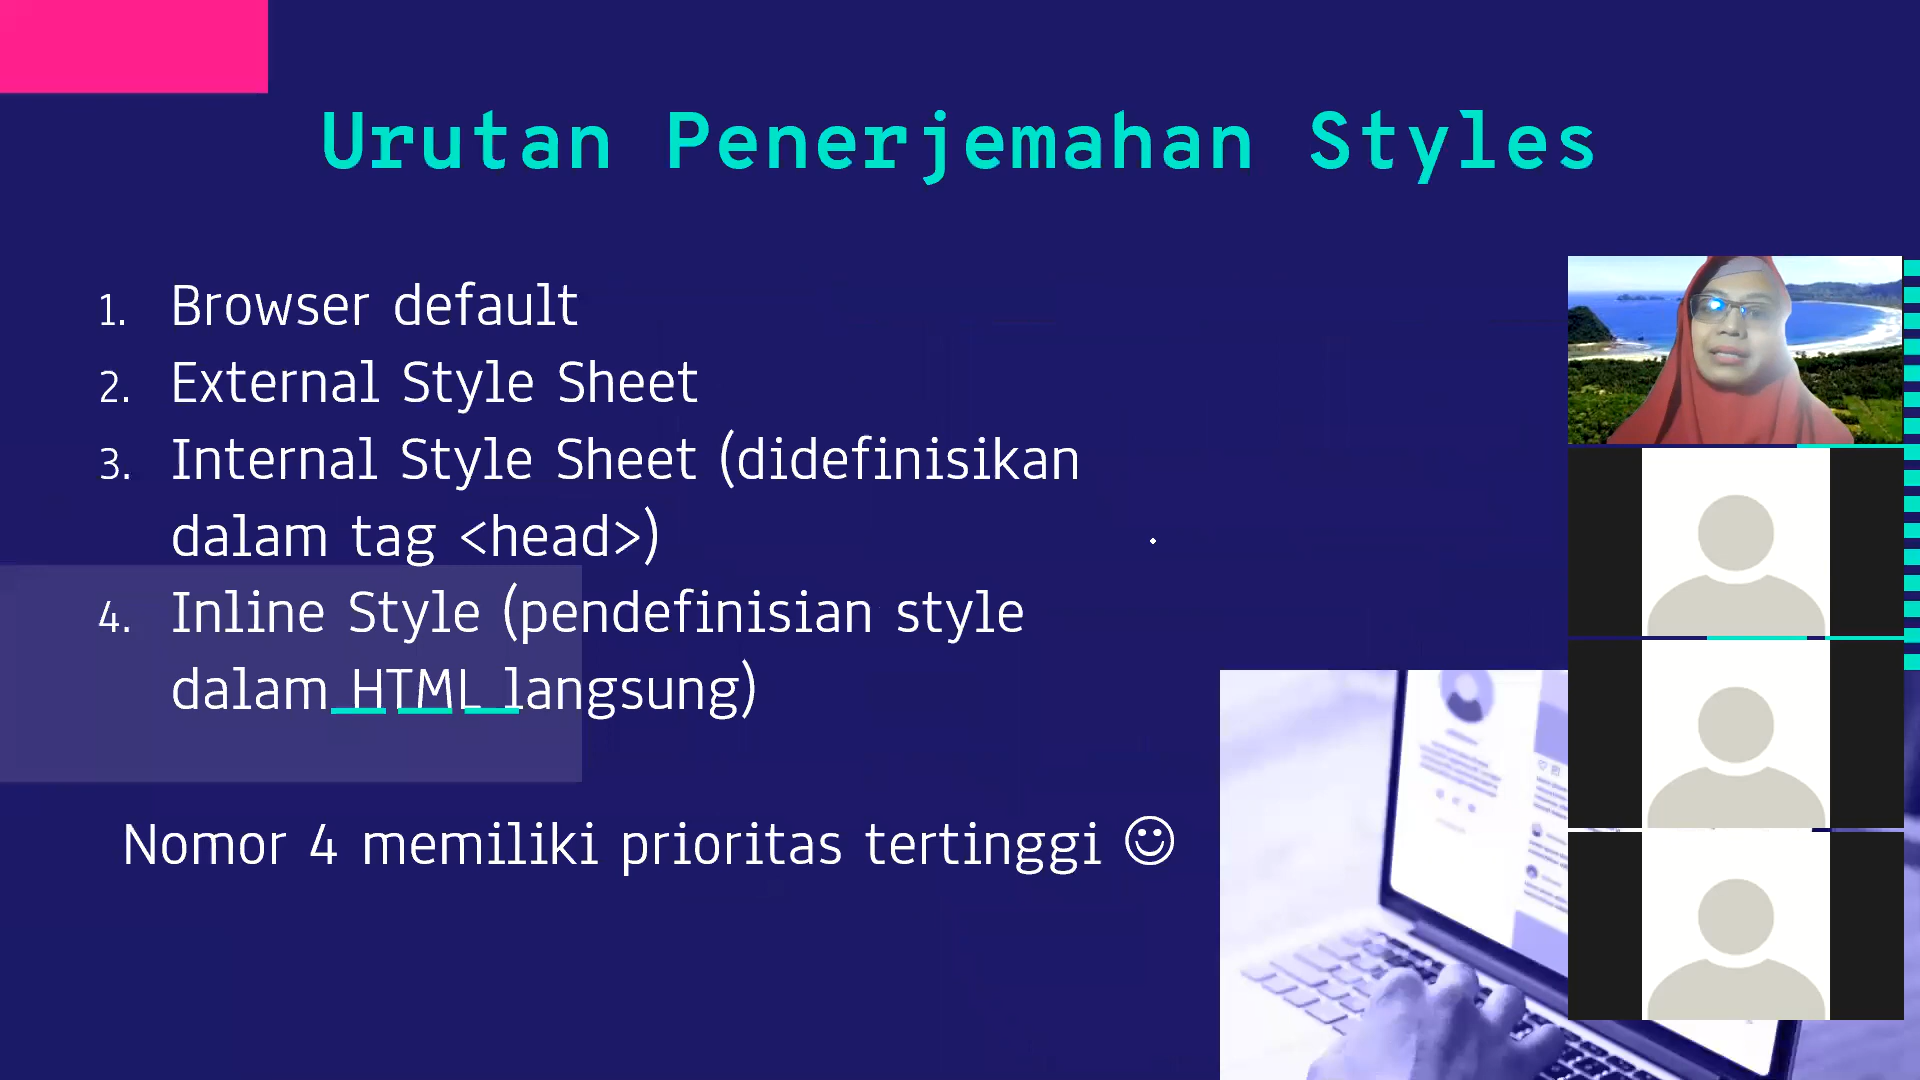 Urutan Penerjemahan Styles
1. Browser default
2. External Style Sheet
3. Internal Style Sheet (didefinisikan
dalam tag <head>)
4. Inline Style (pendefinisian style
dalam HTML langsung)
Nomor 4 memiliki prioritas tertinggi ☺